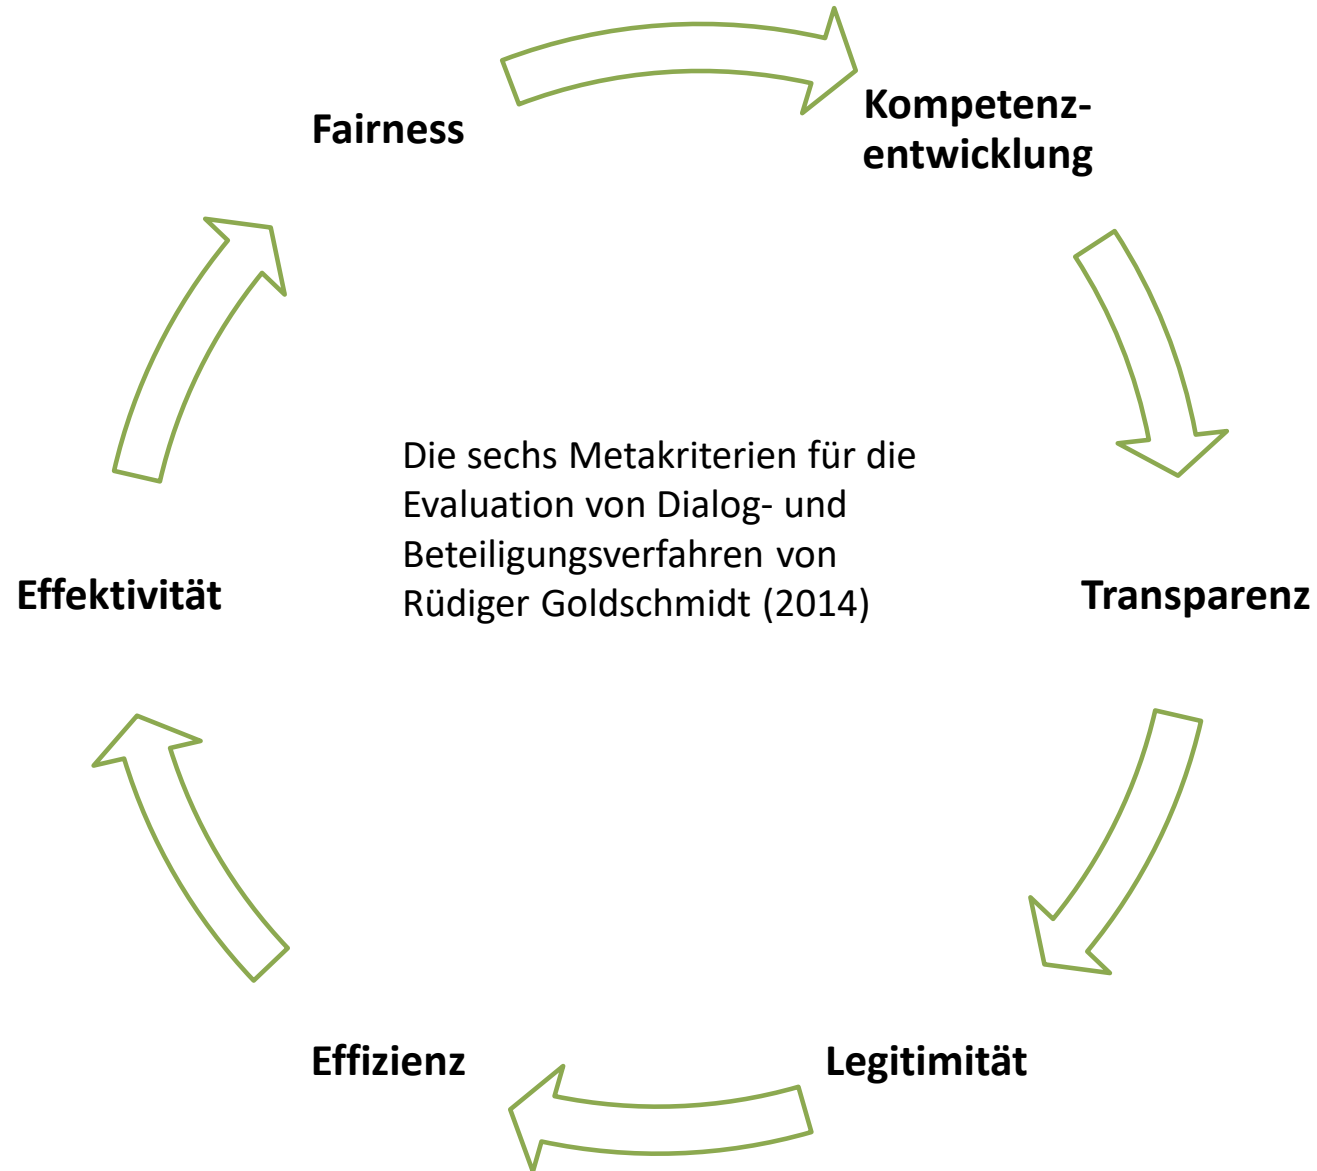 Fairness
Kompetenz-
entwicklung
Die sechs Metakriterien für die
Evaluation von Dialog- und
Beteiligungsverfahren von
Rüdiger Goldschmidt (2014)
Effektivität
Transparenz
Effizienz
Legitimität